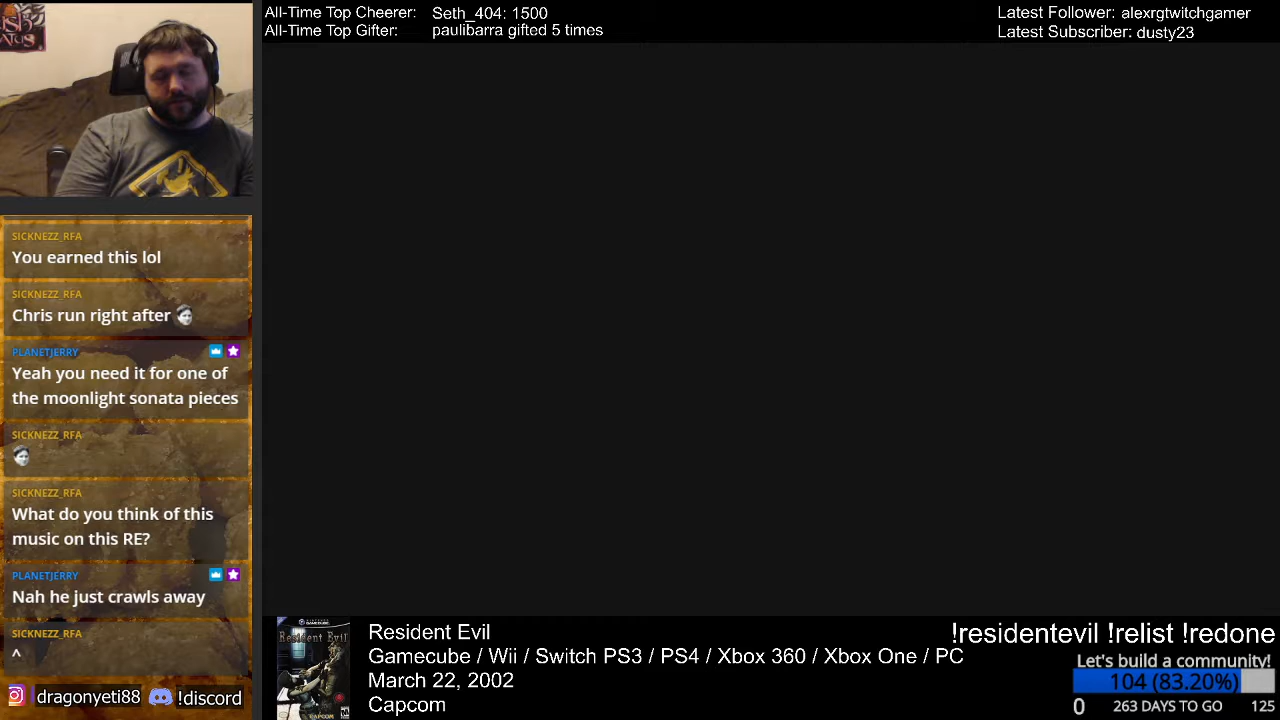 All-Time Top Cheerer: Seth_404: 1500
All-Time Top Gifter: paulibarra gifted 5 times
Latest Follower: alexrgtwitchgamer
Latest Subscriber: dusty23
SICKNEZZ_RFA
You earned this lol
SICKNEZZ_RFA
Chris run right after
PLANETJERRY
Yeah you need it for one of
the moonlight sonata pieces
SICKNEZZ_RFA
SICKNEZZ_RFA
What do you think of this
music on this RE?
PLANETJERRY
Nah he just crawls away
SICKNEZZ_RFA
^
dragonyeti88 !discord
Resident Evil
CAPCOM
Resident Evil
Gamecube / Wii / Switch PS3 / PS4 / Xbox 360 / Xbox One / PC
March 22, 2002
Capcom
!residentevil !relist !redone
Let's build a community!
104 (83.20%)
0 263 DAYS TO GO 125